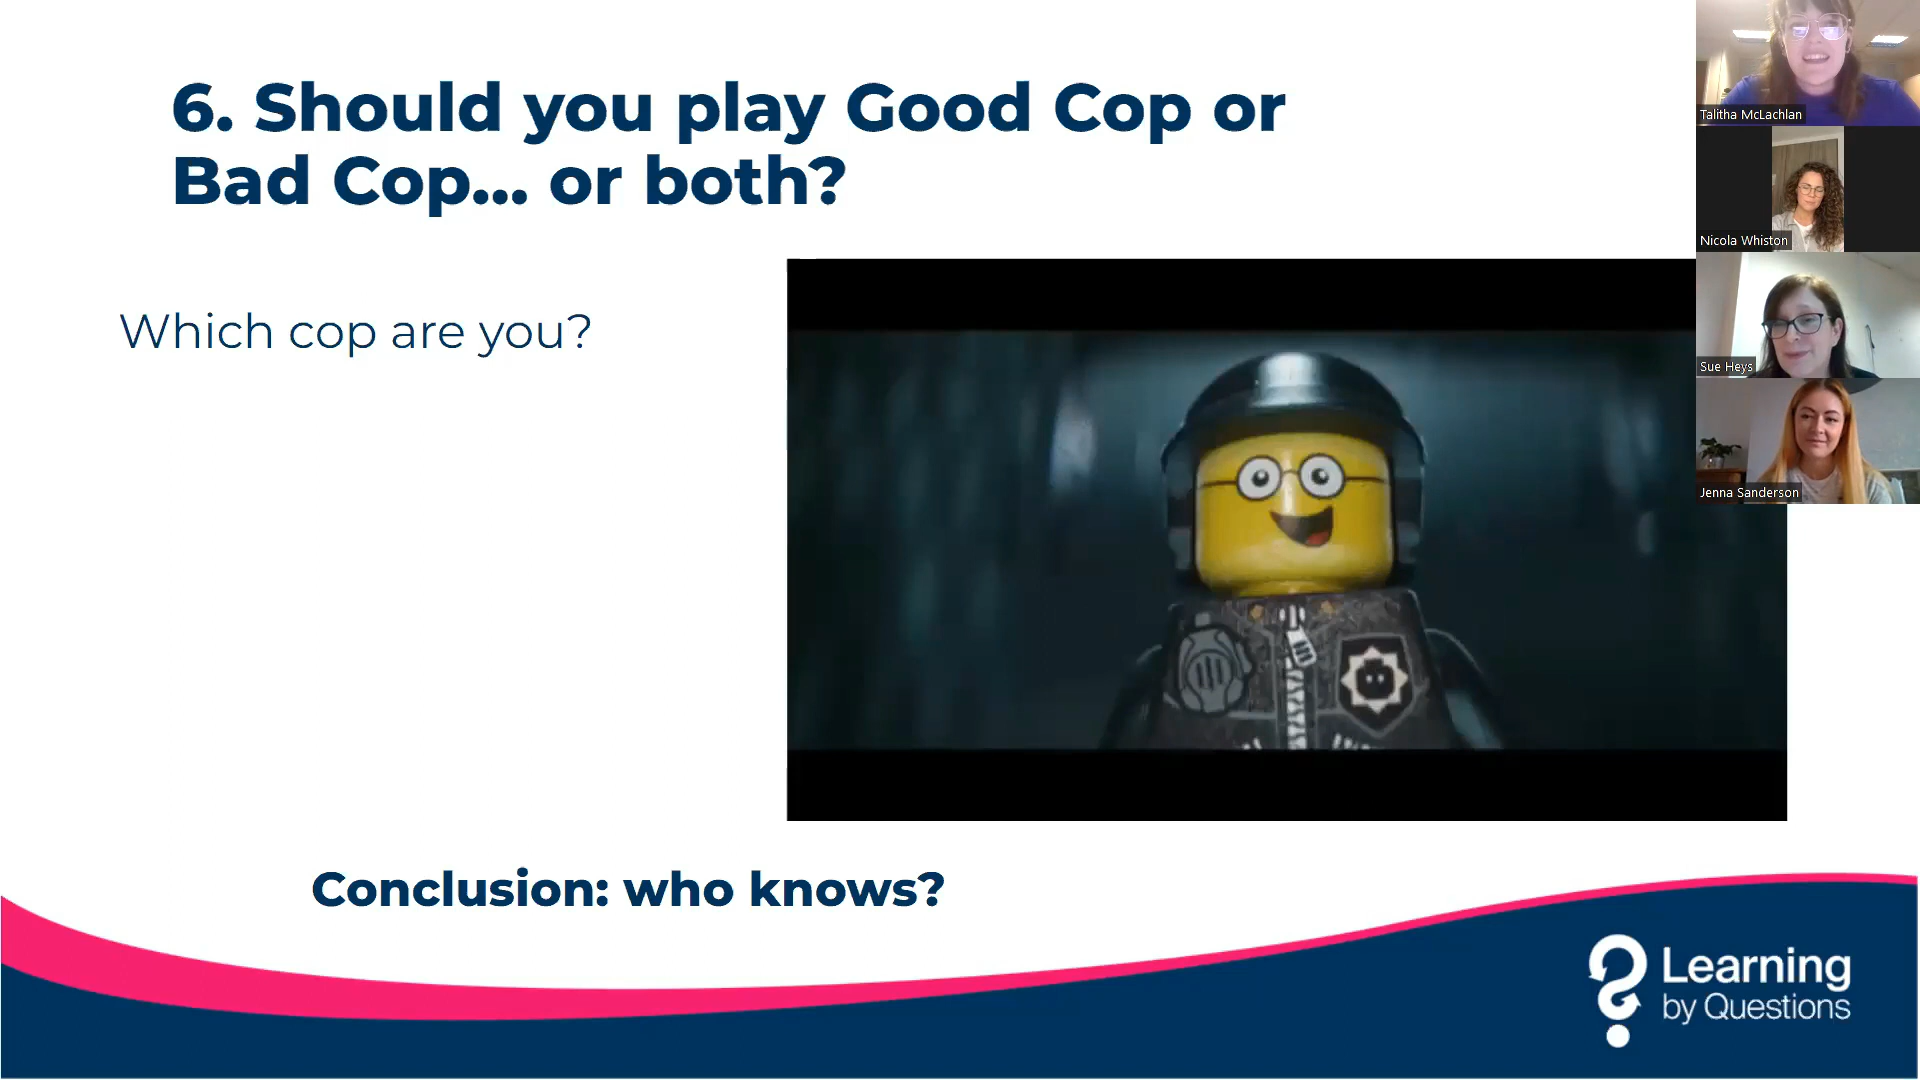 6. Should you play Good Cop or
Bad Cop... or both?
Which cop are you?
Conclusion: who knows?
Talitha McLachlan
Nicola Whiston
Sue Heys
Jenna Sanderson
Learning
by Questions